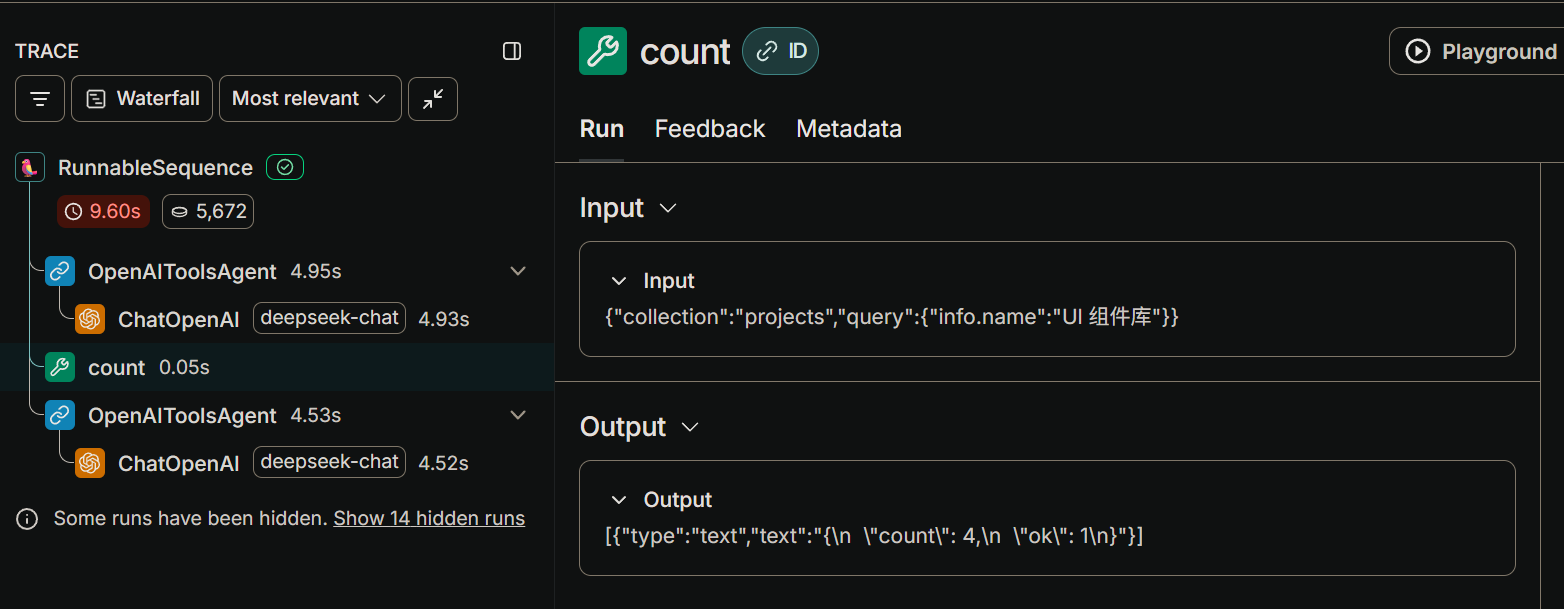 TRACE
Waterfall
Most relevant
RunnableSequence
9.60s
5,672
OpenAIToolsAgent 4.95s
ChatOpenAI deepseek-chat 4.93s
count 0.05s
OpenAIToolsAgent 4.53s
ChatOpenAI deepseek-chat 4.52s
Some runs have been hidden. Show 14 hidden runs
count ID
Playground
Run Feedback Metadata
Input
Input
{"collection":"projects","query":{"info.name":"UI 组件库"}}
Output
Output
[{"type":"text","text":"{\n  \"count\": 4,\n  \"ok\": 1\n}"}]